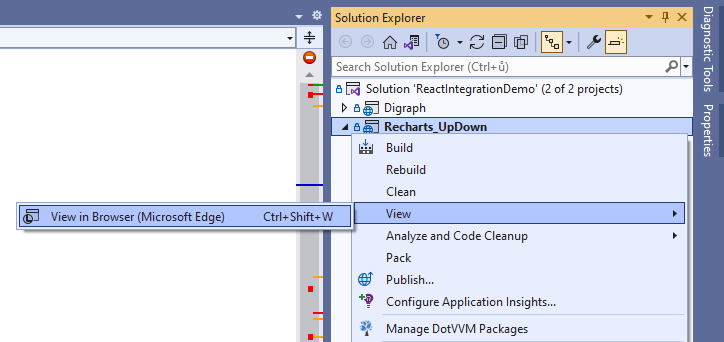 Solution Explorer
Search Solution Explorer (Ctrl+ů)
Solution 'ReactIntegrationDemo' (2 of 2 projects)
Digraph
Recharts_UpDown
Build
Rebuild
Clean
View
View in Browser (Microsoft Edge) Ctrl+Shift+W
Analyze and Code Cleanup
Pack
Publish...
Configure Application Insights...
Manage DotVVM Packages
Diagnostic Tools
Properties